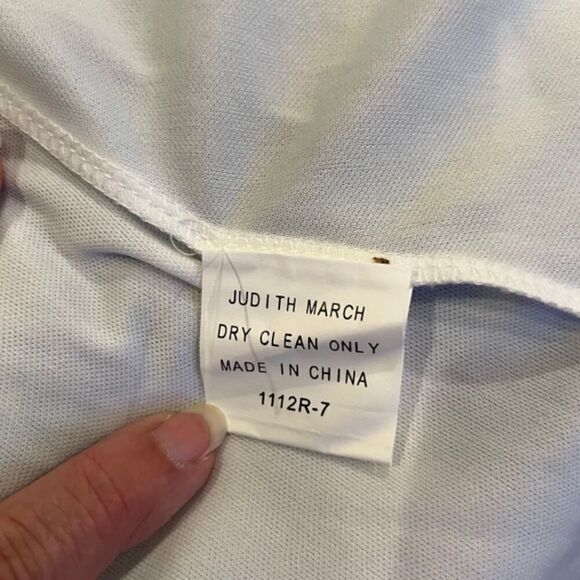 JUDITH MARCH
DRY CLEAN ONLY
MADE IN CHINA
1112R-7